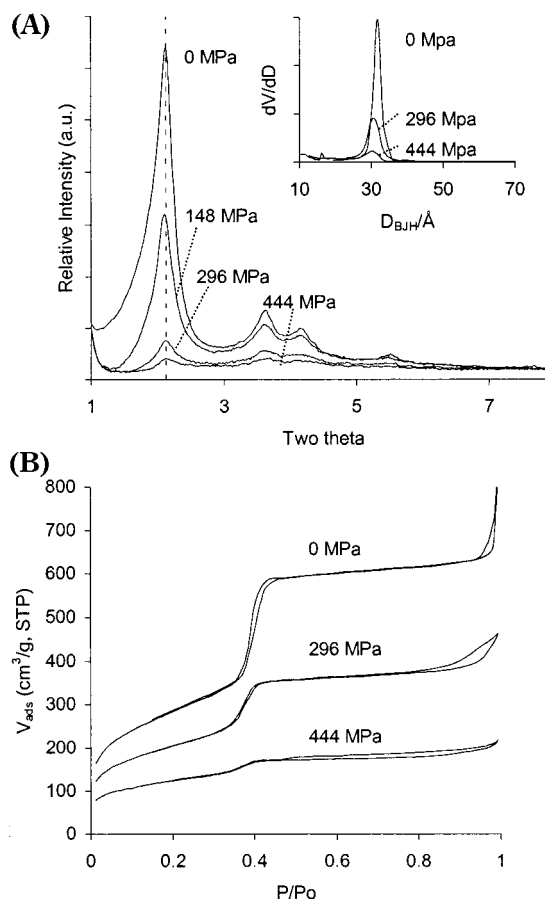 (A)
0 MPa
148 MPa
296 MPa
444 MPa
Relative Intensity (a.u.)
1 3 5 7
Two theta
dV/dD
0 Mpa
296 Mpa
444 Mpa
10 30 50 70
D_BJH/Å
(B)
800
700
600
500
400
300
200
100
0
V_ads (cm³/g, STP)
0 MPa
296 MPa
444 MPa
0 0.2 0.4 0.6 0.8 1
P/Po